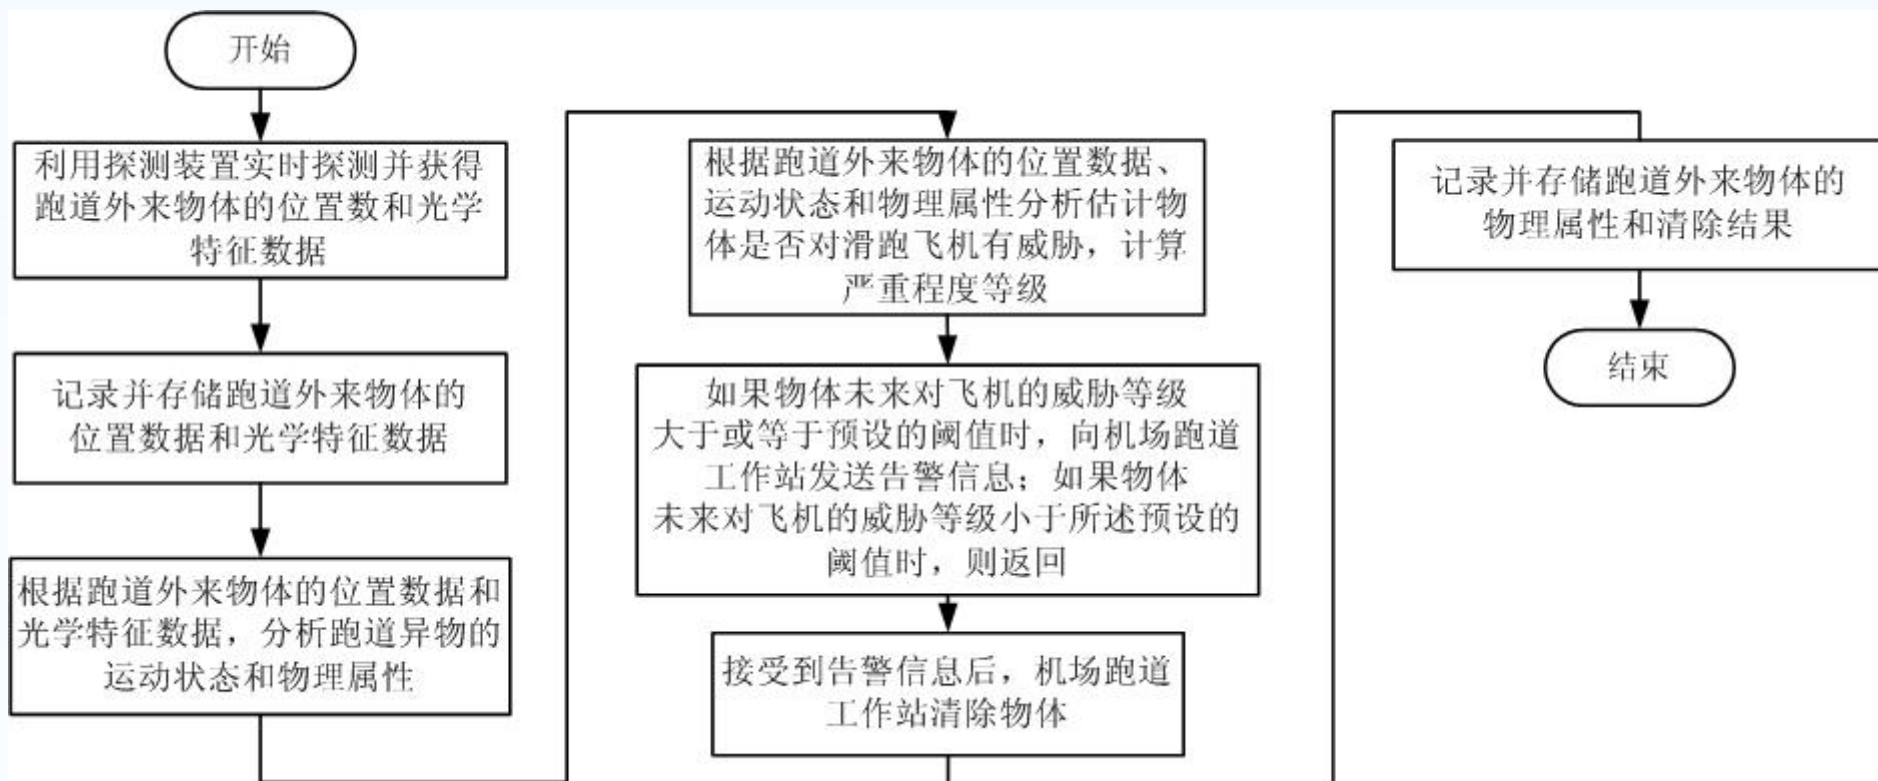 开始
利用探测装置实时探测并获得
跑道外来物体的位置数和光学
特征数据
记录并存储跑道外来物体的
位置数据和光学特征数据
根据跑道外来物体的位置数据和
光学特征数据，分析跑道异物的
运动状态和物理属性
根据跑道外来物体的位置数据、
运动状态和物理属性分析估计物
体是否对滑跑飞机有威胁，计算
严重程度等级
如果物体未来对飞机的威胁等级
大于或等于预设的阈值时，向机场跑道
工作站发送告警信息；如果物体
未来对飞机的威胁等级小于所述预设的
阈值时，则返回
接受到告警信息后，机场跑道
工作站清除物体
记录并存储跑道外来物体的
物理属性和清除结果
结束